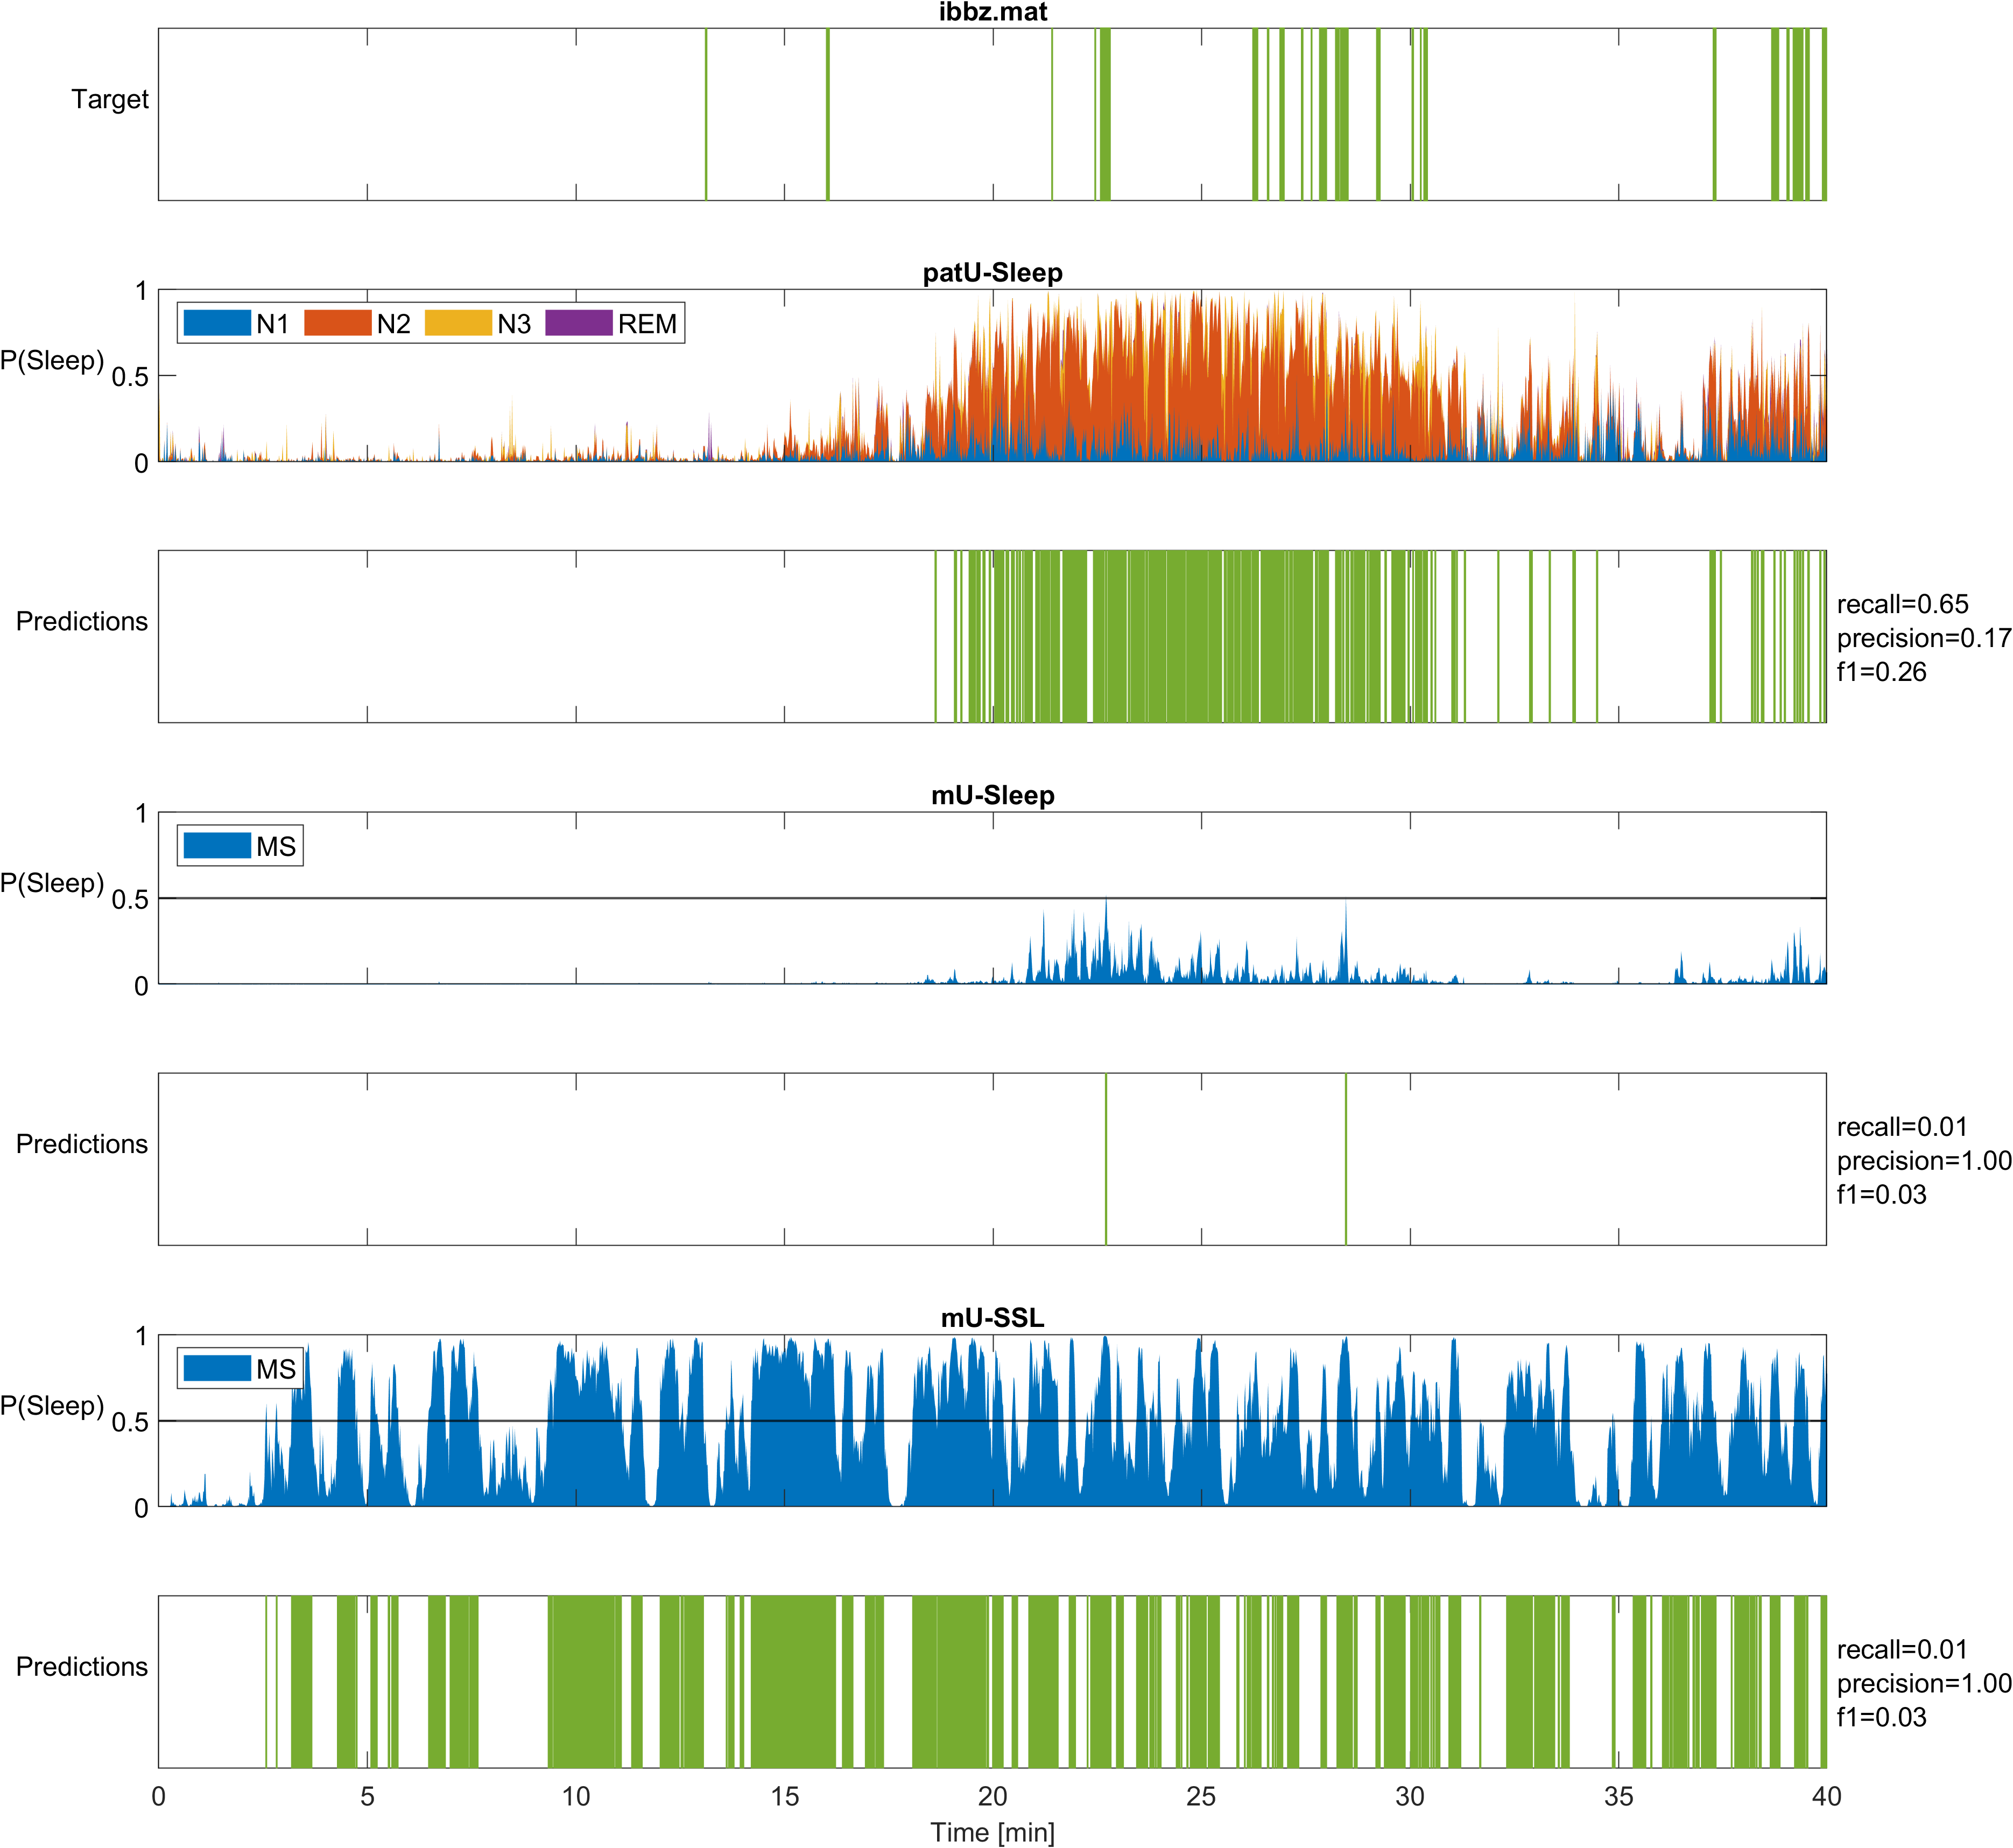 ibbz.mat
Target
patU-Sleep
1
N1 N2 N3 REM
P(Sleep)
0.5
0
Predictions
recall=0.65
precision=0.17
f1=0.26
mU-Sleep
1
MS
P(Sleep)
0.5
0
Predictions
recall=0.01
precision=1.00
f1=0.03
mU-SSL
1
MS
P(Sleep)
0.5
0
Predictions
recall=0.01
precision=1.00
f1=0.03
0 5 10 15 20 25 30 35 40
Time [min]